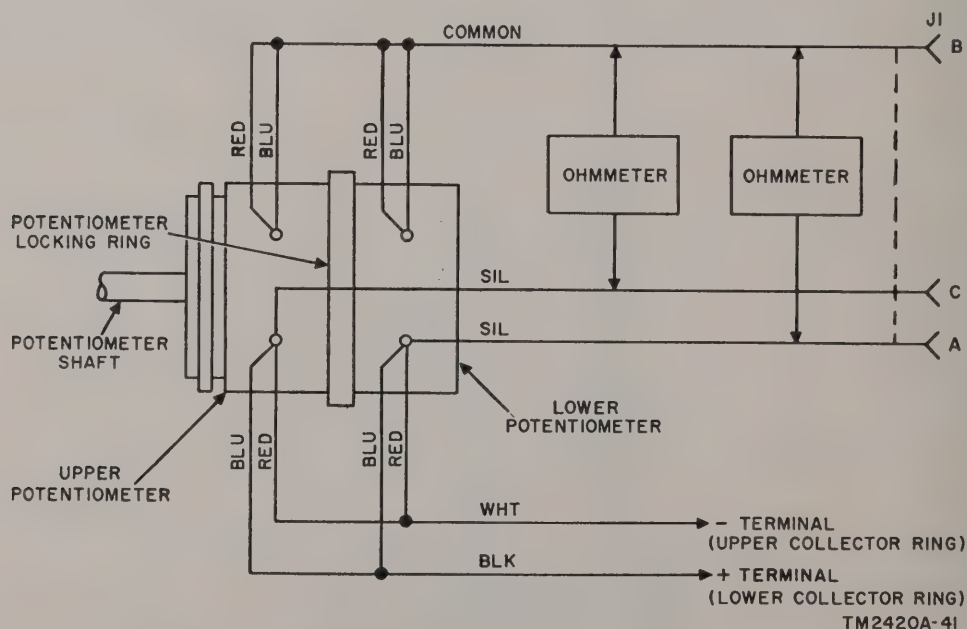 J1
COMMON
B
RED
BLU
RED
BLU
OHMMETER
OHMMETER
POTENTIOMETER
LOCKING RING
SIL
C
SIL
A
POTENTIOMETER
SHAFT
LOWER
POTENTIOMETER
BLU
RED
BLU
RED
UPPER
POTENTIOMETER
WHT
- TERMINAL
(UPPER COLLECTOR RING)
BLK
+ TERMINAL
(LOWER COLLECTOR RING)
TM2420A-41